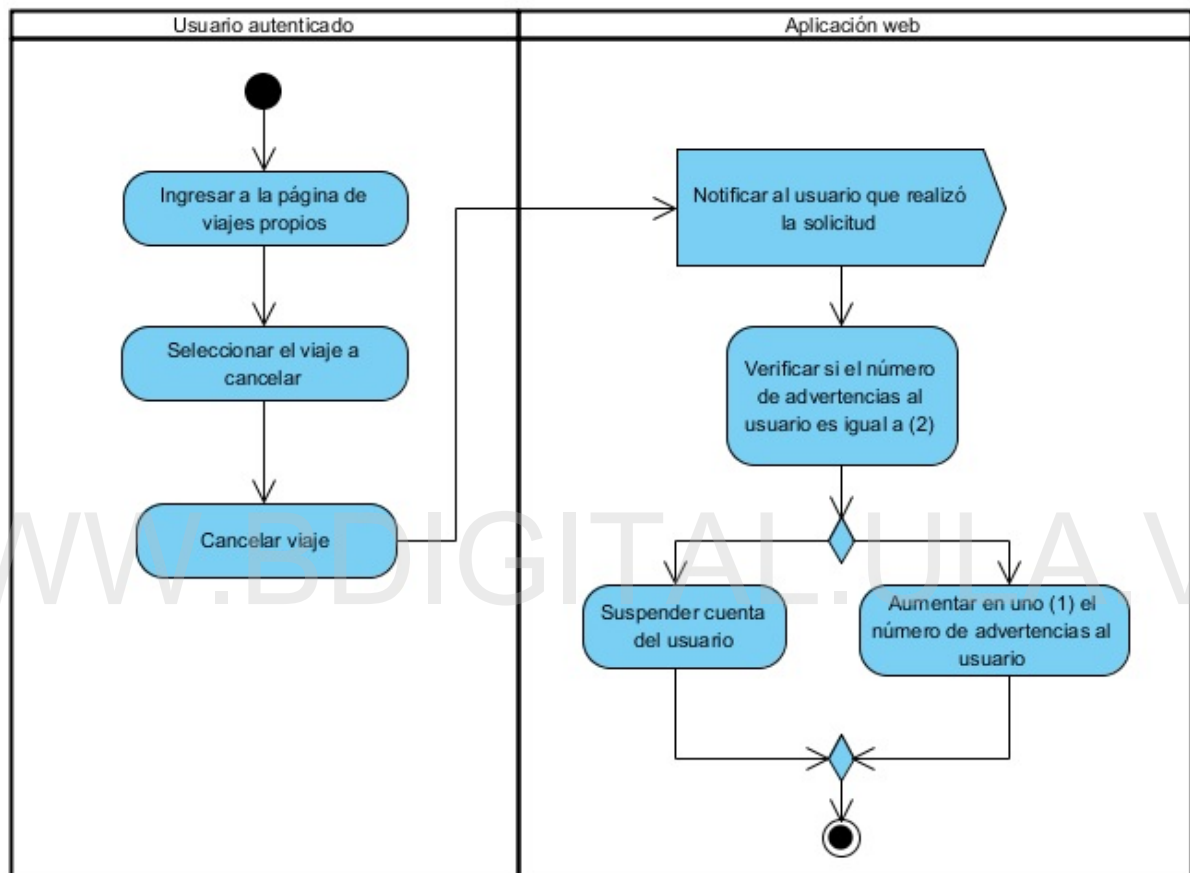 Usuario autenticado
Aplicación web
Ingresar a la página de
viajes propios
Seleccionar el viaje a
cancelar
Cancelar viaje
Notificar al usuario que realizó
la solicitud
Verificar si el número
de advertencias al
usuario es igual a (2)
Suspender cuenta
del usuario
Aumentar en uno (1) el
número de advertencias al
usuario
WW.BDIGITAL.ULA.V